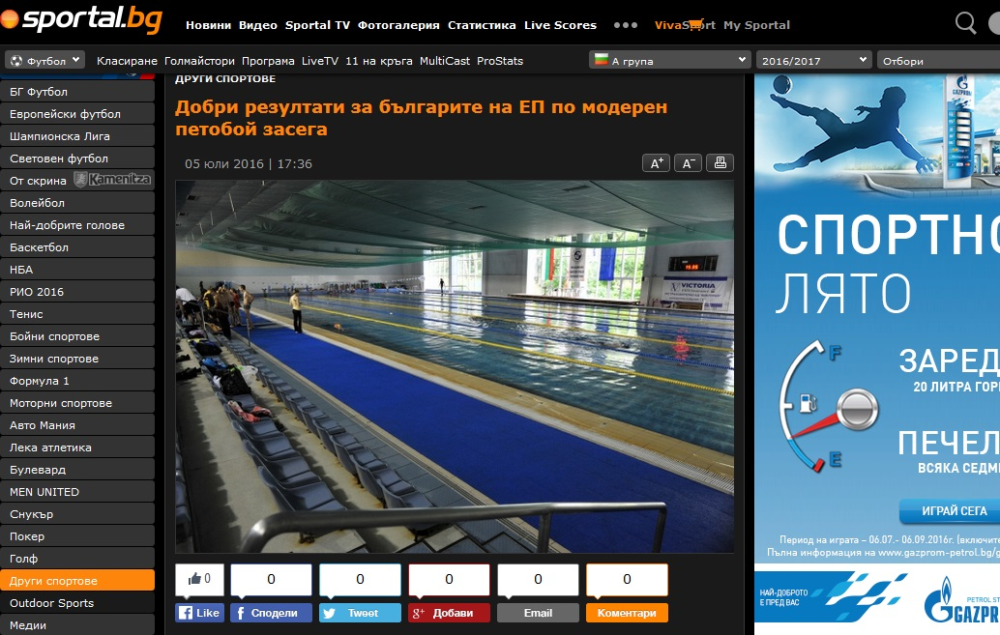 sportal.bg
Новини Видео Sportal TV Фотогалерия Статистика Live Scores VivaSport My Sportal
Футбол Класиране Голмайстори Програма LiveTV 11 на кръга MultiCast ProStats А група 2016/2017 Отбори
БГ Футбол
Европейски футбол
Шампионска Лига
Световен футбол
От скрина Kamenitza
Волейбол
Най-добрите голове
Баскетбол
НБА
РИО 2016
Тенис
Бойни спортове
Зимни спортове
Формула 1
Моторни спортове
Авто Мания
Лека атлетика
Булевард
MEN UNITED
Снукър
Покер
Голф
Други спортове
Outdoor Sports
Медии
ДРУГИ СПОРТОВЕ
Добри резултати за българите на ЕП по модерен
петобой засега
05 юли 2016 | 17:36
A+ A-
VICTORIA
0 0 0 0 0 0
Like Сподели Tweet Добави Email Коментари
GAZPROM
СПОРТНО
ЛЯТО
F
E
ЗАРЕД
20 ЛИТРА ГОРИ
ПЕЧЕЛ
ВСЯКА СЕДМИ
ИГРАЙ СЕГА
Период на играта – 06.07.- 06.09.2016г. (включите
Пълна информация на www.gazprom-petrol.bg/g
НАЙ-ДОБРОТО
Е ПРЕД ВАС
PETROL ST
GAZPR